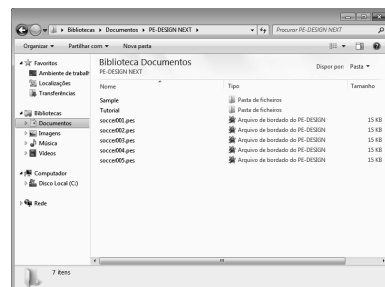 Bibliotecas ▸ Documentos ▸ PE-DESIGN NEXT ▸
Procurar PE-DESIGN NEXT
Organizar Partilhar com Nova pasta
Favoritos
Ambiente de trabalh
Localizações
Transferências
Bibliotecas
Documentos
Imagens
Música
Vídeos
Computador
Disco Local (C:)
Rede
Biblioteca Documentos
PE-DESIGN NEXT
Dispor por: Pasta
Nome Tipo Tamanho
Sample Pasta de ficheiros
Tutorial Pasta de ficheiros
soccer001.pes Arquivo de bordado do PE-DESIGN 15 KB
soccer002.pes Arquivo de bordado do PE-DESIGN 15 KB
soccer003.pes Arquivo de bordado do PE-DESIGN 15 KB
soccer004.pes Arquivo de bordado do PE-DESIGN 15 KB
soccer005.pes Arquivo de bordado do PE-DESIGN 15 KB
7 itens